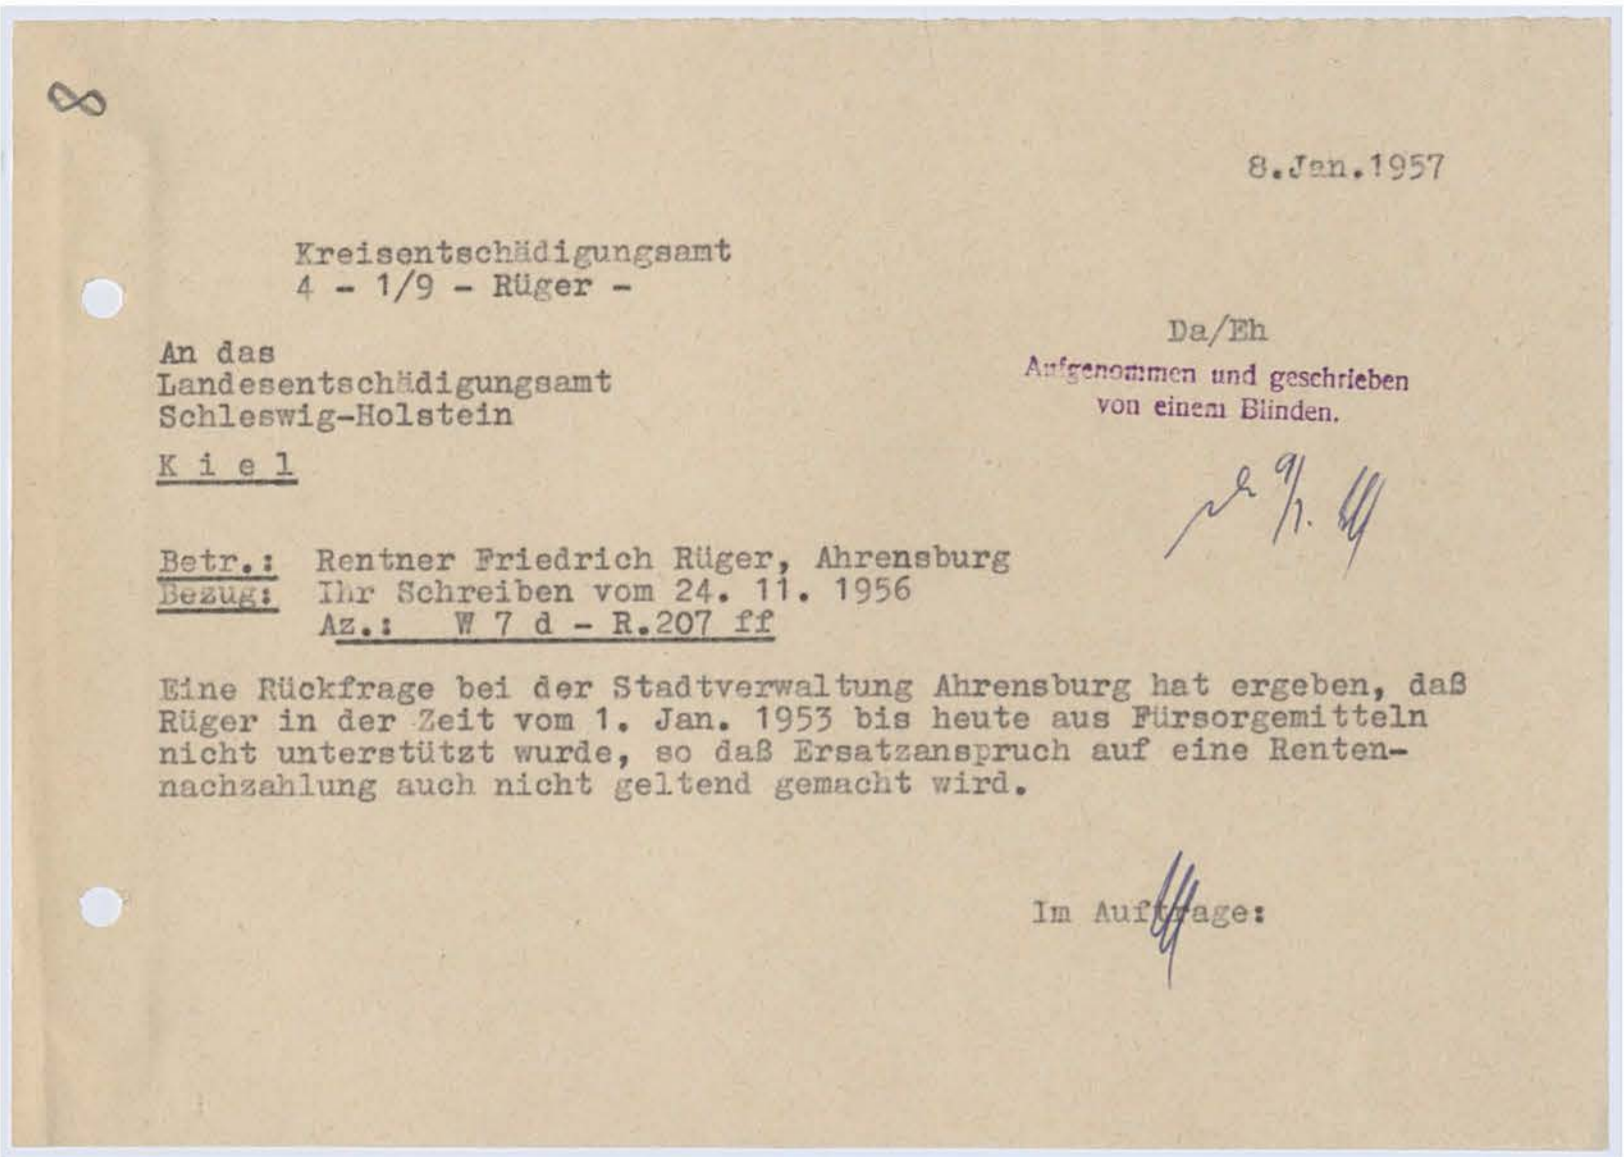 8
8.Jan.1957
Kreisentschädigungsamt
4 - 1/9 - Rüger -
Da/Eh
An das
Landesentschädigungsamt
Schleswig-Holstein
Aufgenommen und geschrieben
von einem Blinden.
K i e l
9/1.
Betr.: Rentner Friedrich Rüger, Ahrensburg
Bezug: Ihr Schreiben vom 24. 11. 1956
Az.: W 7 d - R.207 ff
Eine Rückfrage bei der Stadtverwaltung Ahrensburg hat ergeben, daß
Rüger in der Zeit vom 1. Jan. 1953 bis heute aus Fürsorgemitteln
nicht unterstützt wurde, so daß Ersatzanspruch auf eine Renten-
nachzahlung auch nicht geltend gemacht wird.
Im Auftrage: